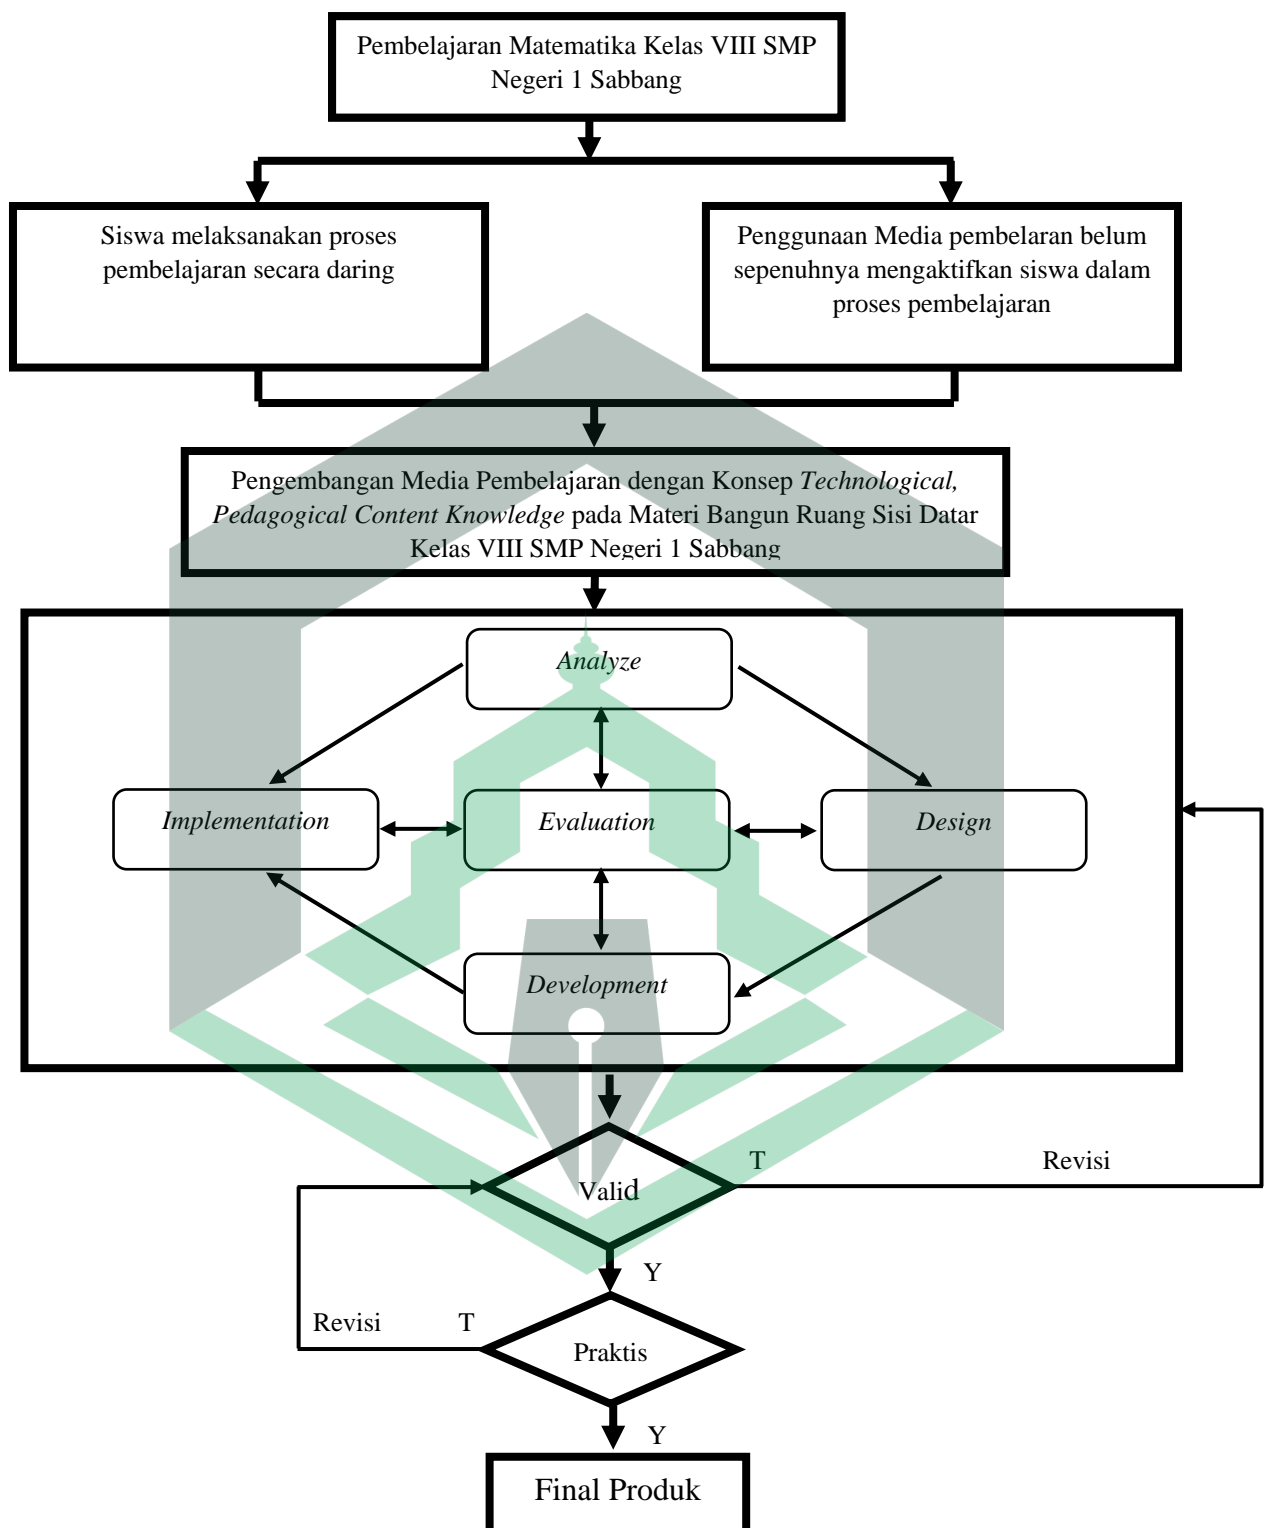 Pembelajaran Matematika Kelas VIII SMP
Negeri 1 Sabbang
Siswa melaksanakan proses
pembelajaran secara daring
Penggunaan Media pembelaran belum
sepenuhnya mengaktifkan siswa dalam
proses pembelajaran
Pengembangan Media Pembelajaran dengan Konsep Technological,
Pedagogical Content Knowledge pada Materi Bangun Ruang Sisi Datar
Kelas VIII SMP Negeri 1 Sabbang
Analyze
Implementation
Evaluation
Design
Development
T
Revisi
Valid
Y
Revisi
T
Praktis
Y
Final Produk